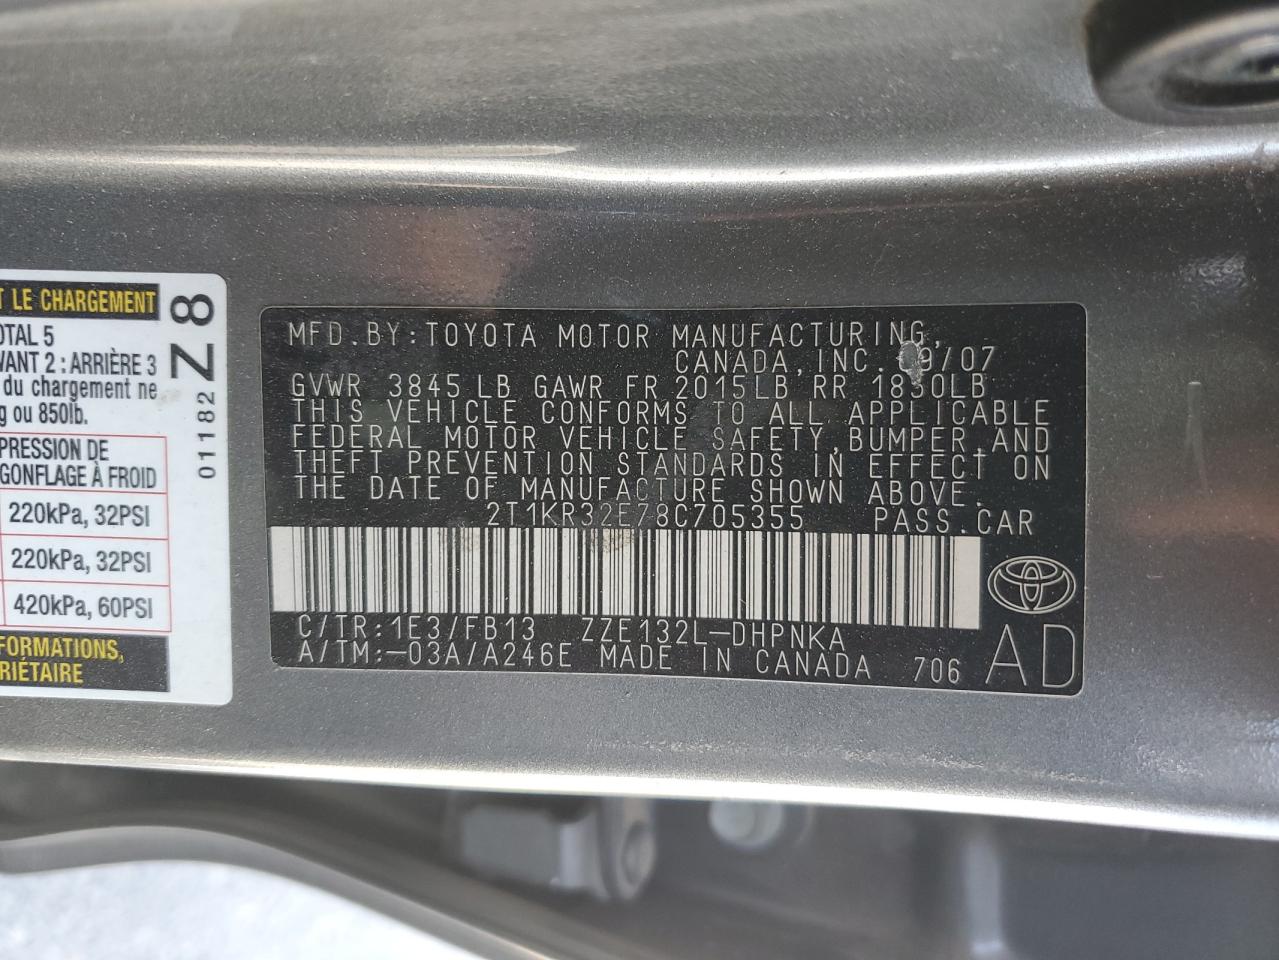 T LE CHARGEMENT
OTAL 5
VANT 2 : ARRIÈRE 3
du chargement ne
g ou 850lb.
PRESSION DE
GONFLAGE À FROID
220kPa, 32PSI
220kPa, 32PSI
420kPa, 60PSI
FORMATIONS,
RIÉTAIRE
01182 Z8
MFD.BY:TOYOTA MOTOR MANUFACTURING,
CANADA,INC. 9/07
GVWR 3845LB GAWR FR 2015LB RR 1830LB
THIS VEHICLE CONFORMS TO ALL APPLICABLE
FEDERAL MOTOR VEHICLE SAFETY,BUMPER,AND
THEFT PREVENTION STANDARDS IN EFFECT ON
THE DATE OF MANUFACTURE SHOWN ABOVE.
2T1KR32E78C705355 PASS.CAR
C/TR:1E3/FB13 ZZE132L-DHPNKA
A/TM:-03A/A246E MADE IN CANADA 706 AD